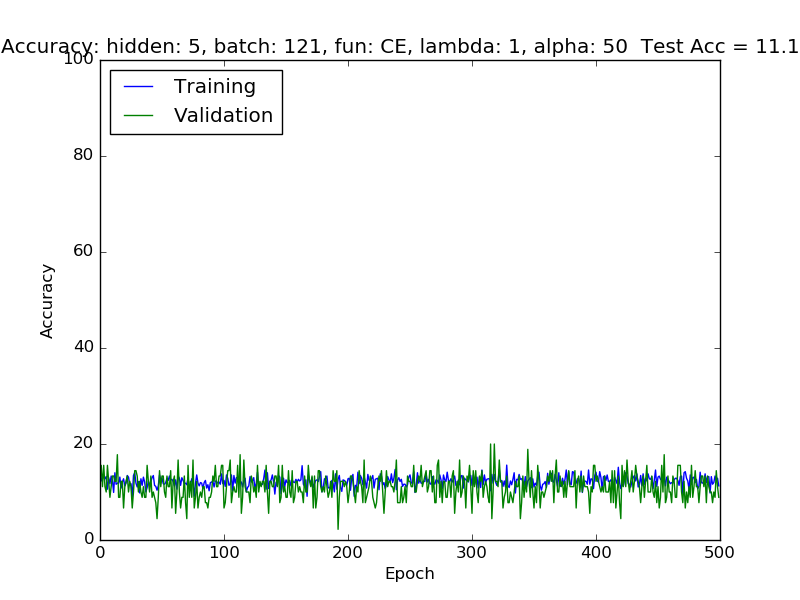 Accuracy: hidden: 5, batch: 121, fun: CE, lambda: 1, alpha: 50  Test Acc = 11.1
100
Training
Validation
80
60
Accuracy
40
20
0
0 100 200 300 400 500
Epoch